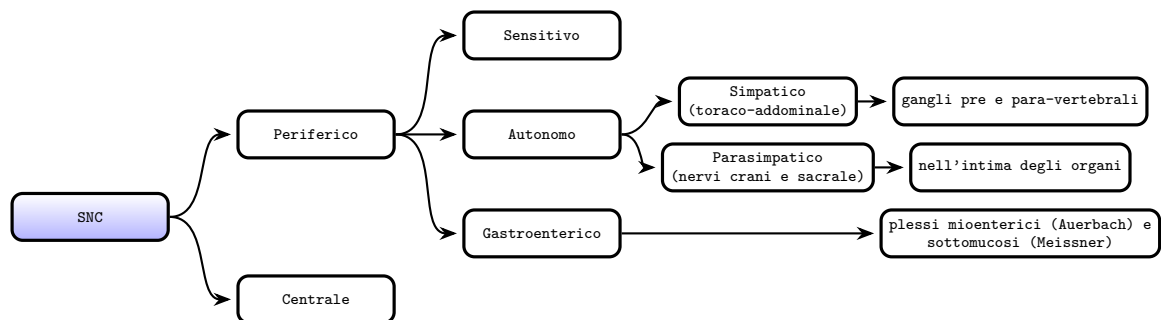 Sensitivo
Simpatico
(toraco-addominale)
gangli pre e para-vertebrali
Periferico
Autonomo
Parasimpatico
(nervi crani e sacrale)
nell'intima degli organi
SNC
Gastroenterico
plessi mioenterici (Auerbach) e
sottomucosi (Meissner)
Centrale